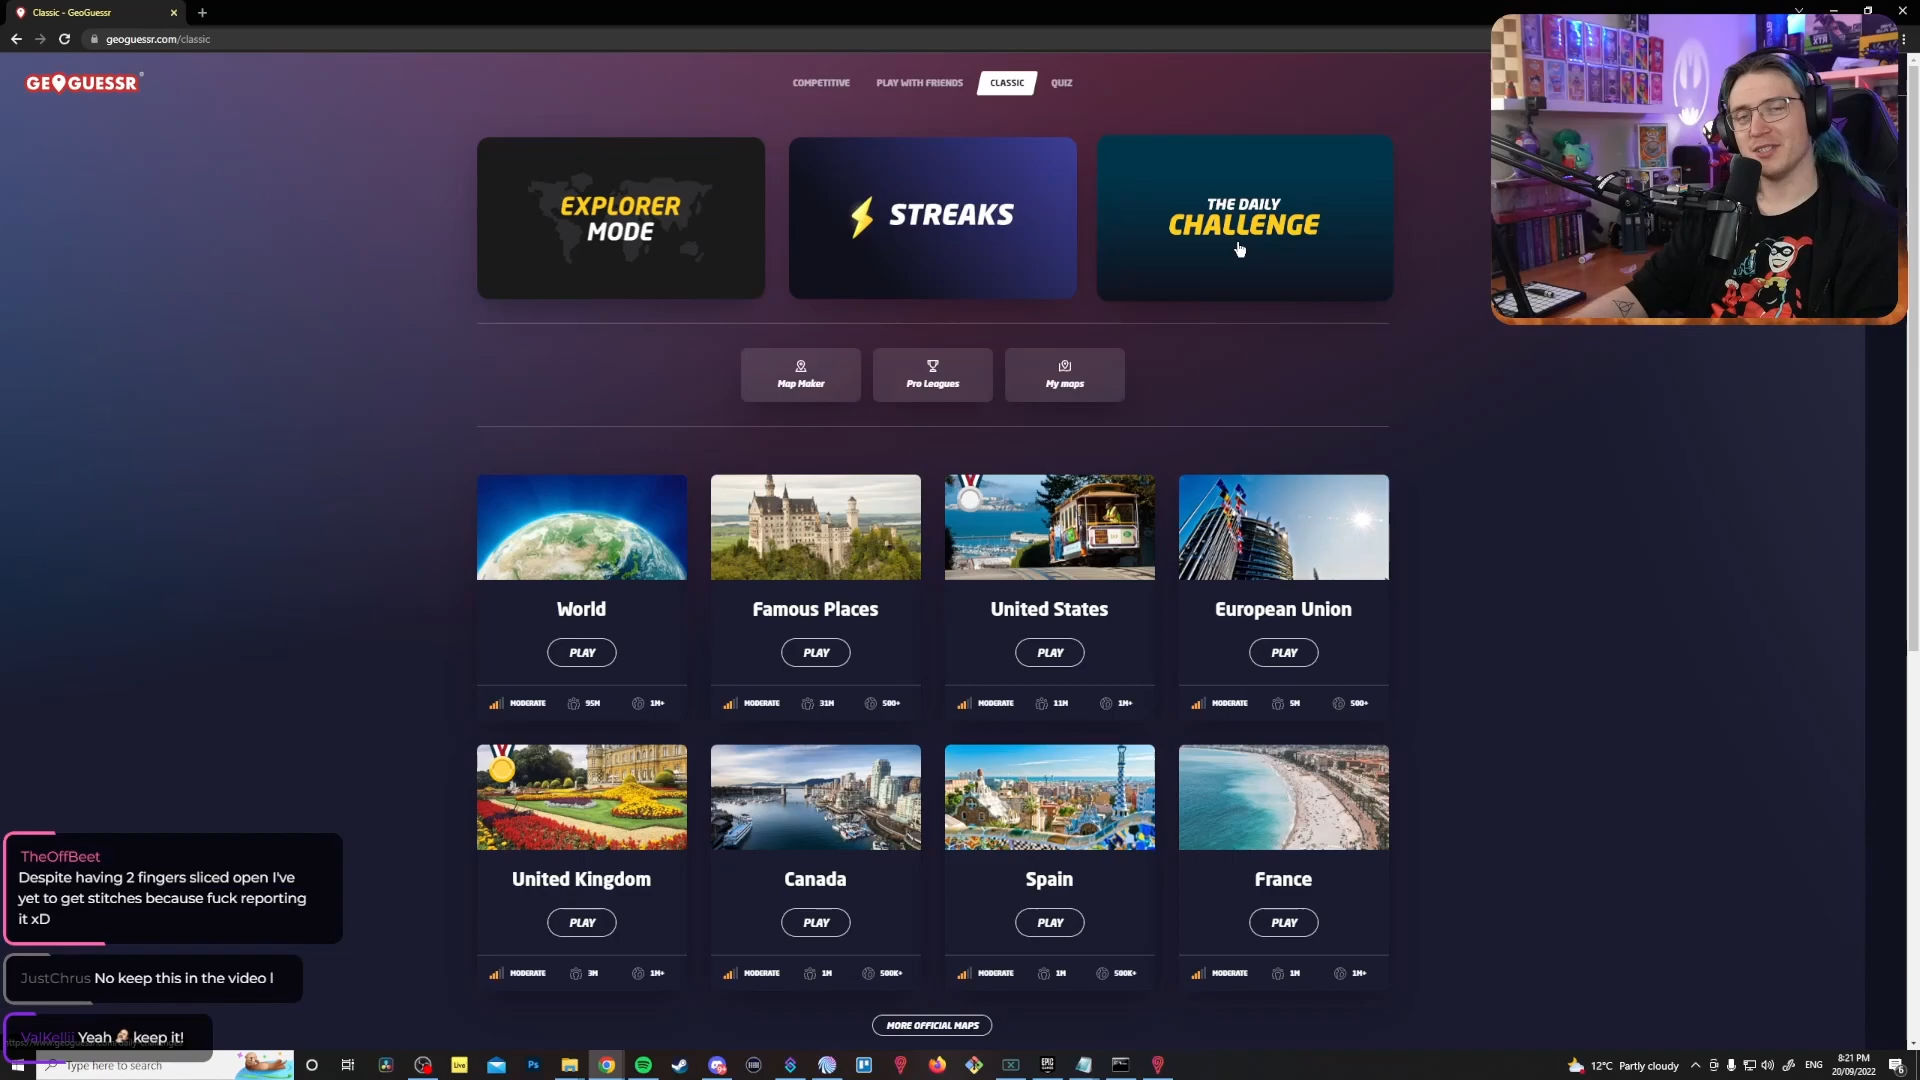 Classic - GeoGuessr
geoguessr.com/classic
GEOGUESSR
COMPETITIVE
PLAY WITH FRIENDS
CLASSIC
QUIZ
EXPLORER
MODE
STREAKS
THE DAILY
CHALLENGE
Map Maker
Pro Leagues
My maps
World
Famous Places
United States
European Union
PLAY
PLAY
PLAY
PLAY
MODERATE 95M 1M+
MODERATE 31M 500+
MODERATE 11M 1M+
MODERATE 5M 500+
United Kingdom
Canada
Spain
France
PLAY
PLAY
PLAY
PLAY
MODERATE 3M 1M+
MODERATE 1M 500K+
MODERATE 1M 500K+
MODERATE 1M 1M+
MORE OFFICIAL MAPS
TheOffBeet
Despite having 2 fingers sliced open I've
yet to get stitches because fuck reporting
it xD
JustChrus No keep this in the video l
ValKellii Yeah keep it!
Type here to search
12°C Partly cloudy
ENG
8:21 PM
20/09/2022